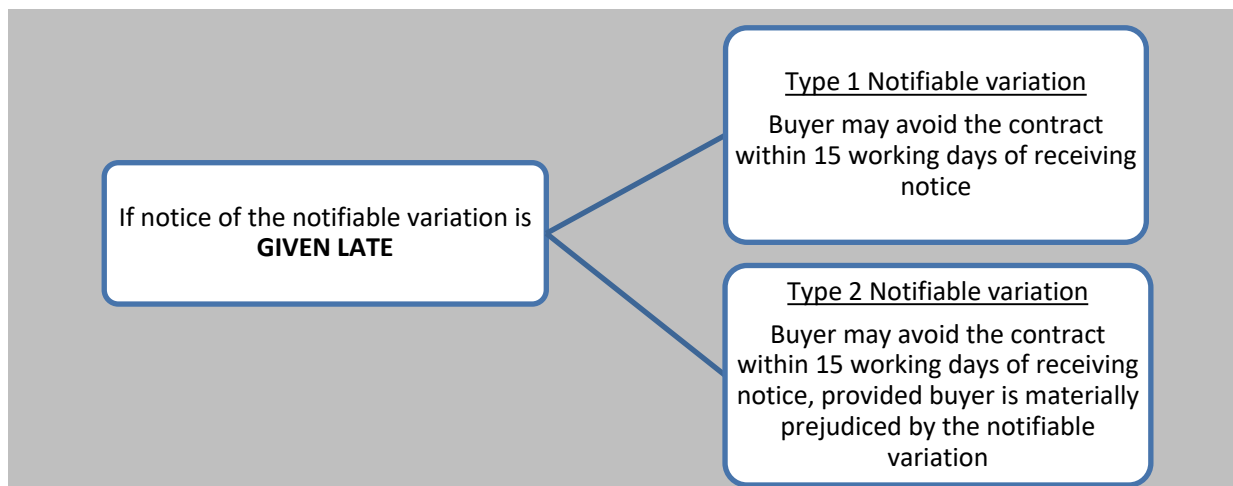 If notice of the notifiable variation is
GIVEN LATE
Type 1 Notifiable variation
Buyer may avoid the contract
within 15 working days of receiving
notice
Type 2 Notifiable variation
Buyer may avoid the contract
within 15 working days of receiving
notice, provided buyer is materially
prejudiced by the notifiable
variation